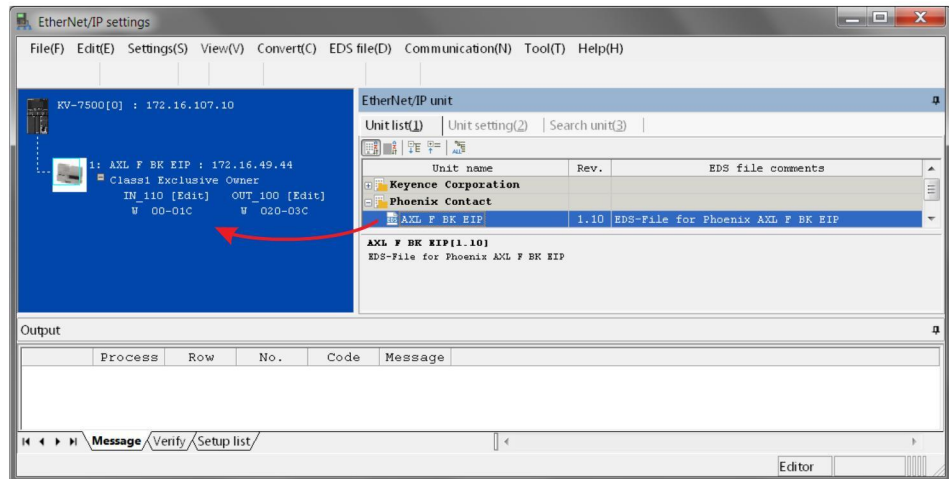 EtherNet/IP settings
File(F) Edit(E) Settings(S) View(V) Convert(C) EDS file(D) Communication(N) Tool(T) Help(H)
KV-7500[0] : 172.16.107.10
1: AXL F BK EIP : 172.16.49.44
Class1 Exclusive Owner
IN_110 [Edit] OUT_100 [Edit]
W 00-01C W 020-03C
EtherNet/IP unit
Unit list(1) Unit setting(2) Search unit(3)
Unit name Rev. EDS file comments
Keyence Corporation
Phoenix Contact
AXL F BK EIP 1.10 EDS-File for Phoenix AXL F BK EIP
AXL F BK EIP[1.10]
EDS-File for Phoenix AXL F BK EIP
Output
Process Row No. Code Message
Message Verify Setup list
Editor